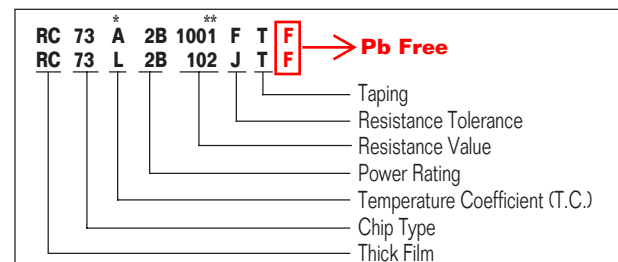 * **
RC 73 A 2B 1001 F T F
Pb Free
RC 73 L 2B 102 J T F
Taping
Resistance Tolerance
Resistance Value
Power Rating
Temperature Coefficient (T.C.)
Chip Type
Thick Film